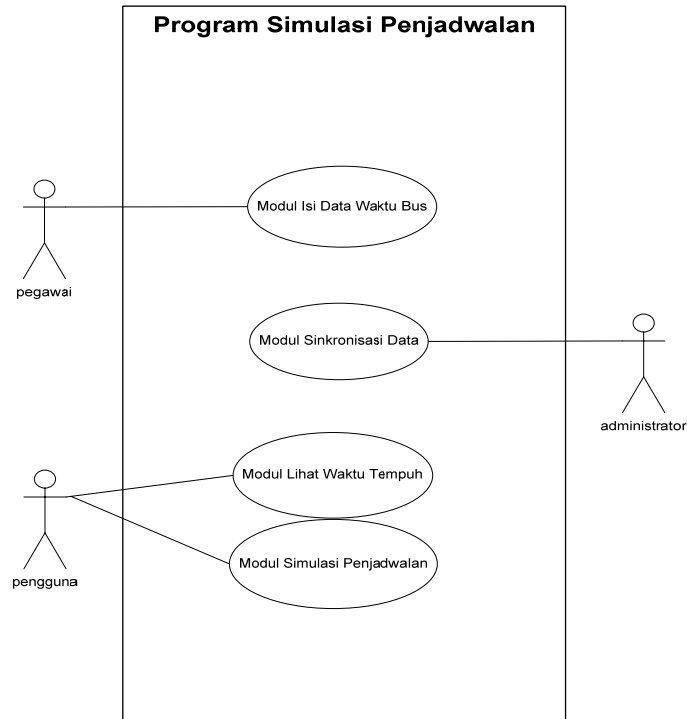 Program Simulasi Penjadwalan
Modul Isi Data Waktu Bus
pegawai
Modul Sinkronisasi Data
administrator
Modul Lihat Waktu Tempuh
Modul Simulasi Penjadwalan
pengguna